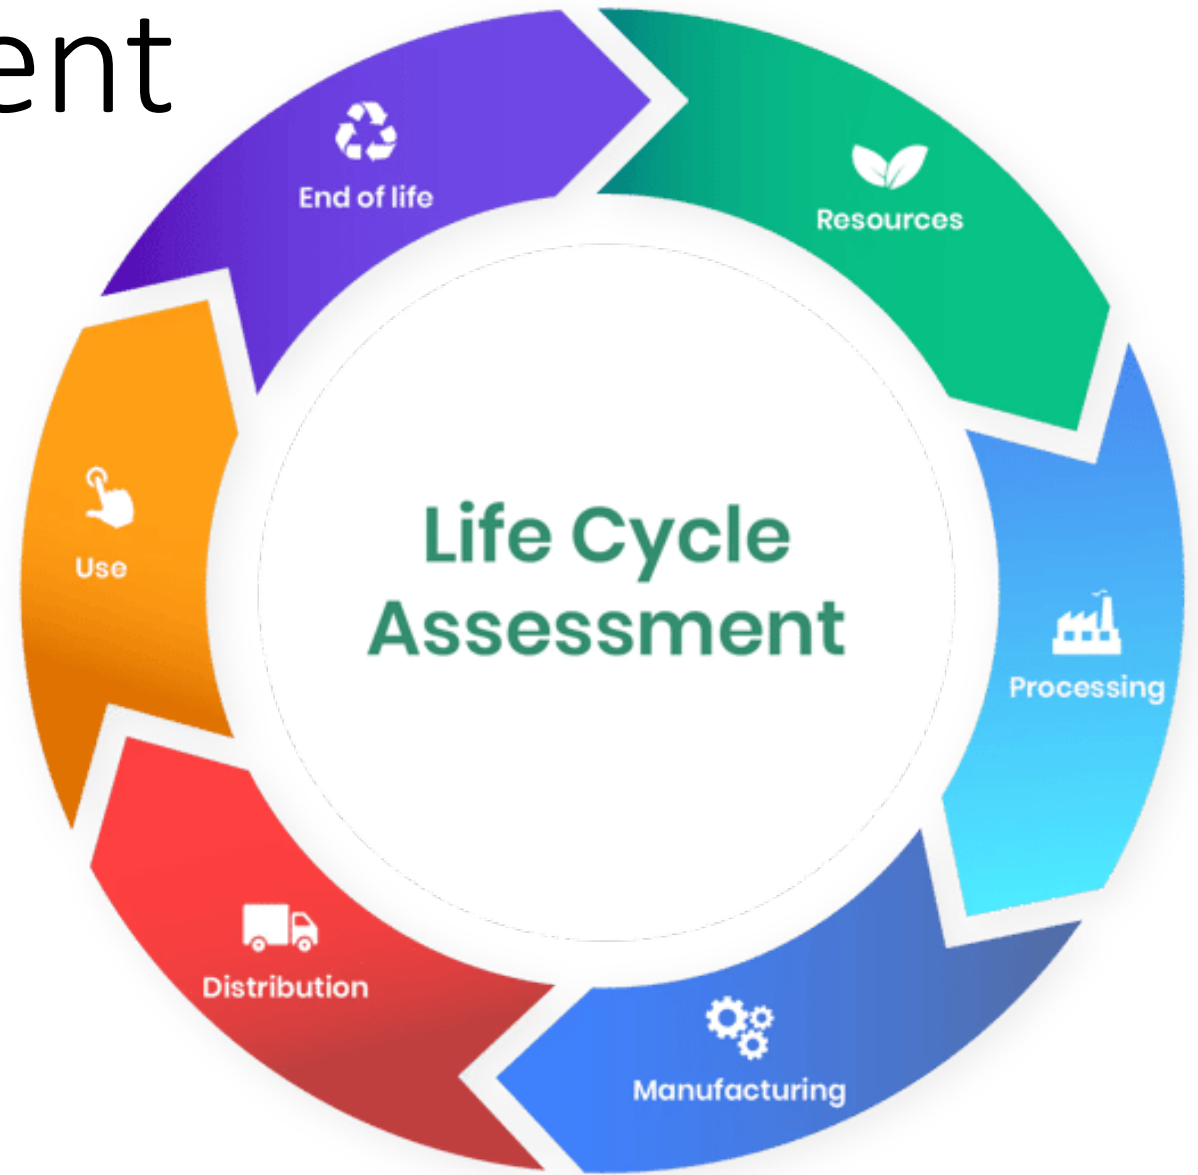 ent
End of life
Resources
Use
Life Cycle
Assessment
Processing
Distribution
Manufacturing